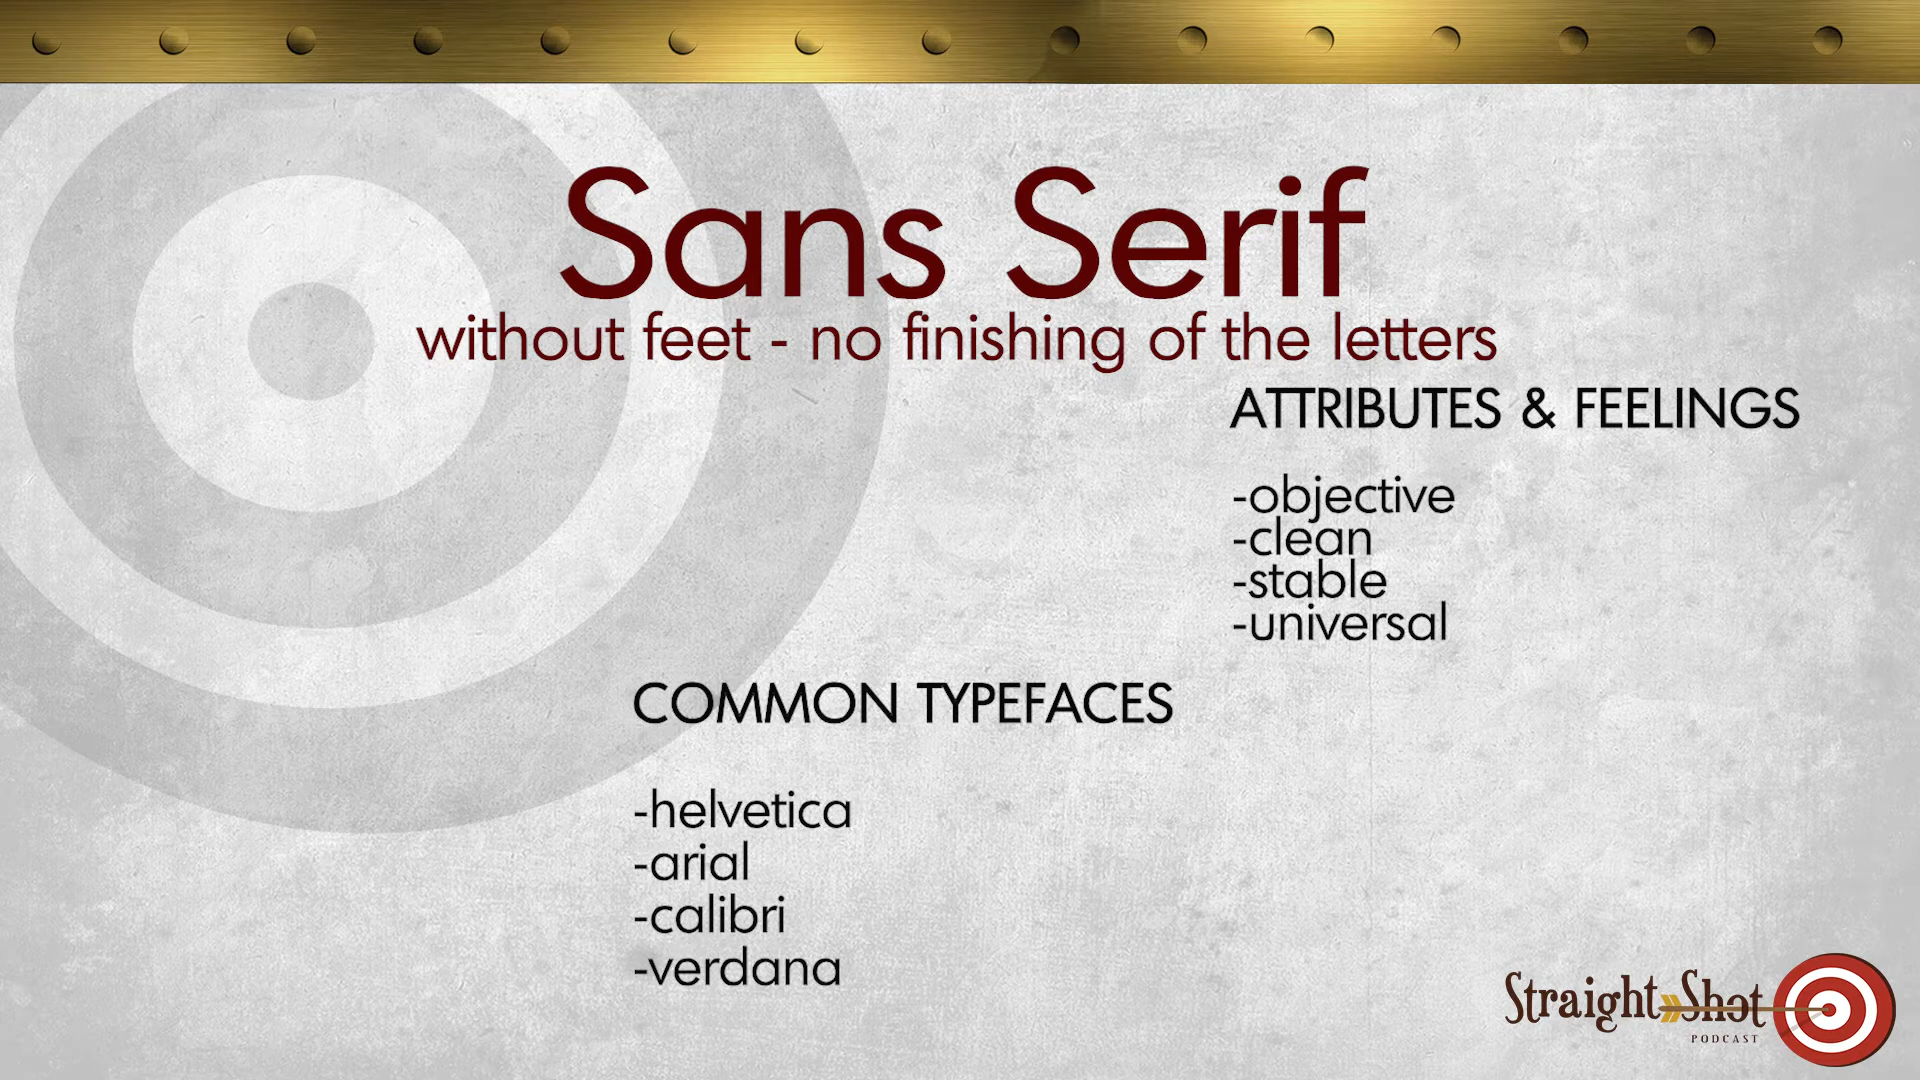 Sans Serif
without feet - no finishing of the letters
ATTRIBUTES & FEELINGS
-objective
-clean
-stable
-universal
COMMON TYPEFACES
-helvetica
-arial
-calibri
-verdana
Straight Shot
PODCAST